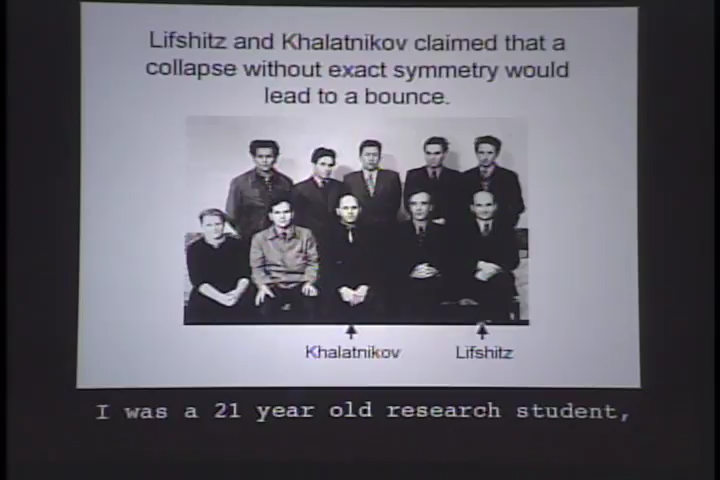 Lifshitz and Khalatnikov claimed that a
collapse without exact symmetry would
lead to a bounce.
Khalatnikov Lifshitz
I was a 21 year old research student,